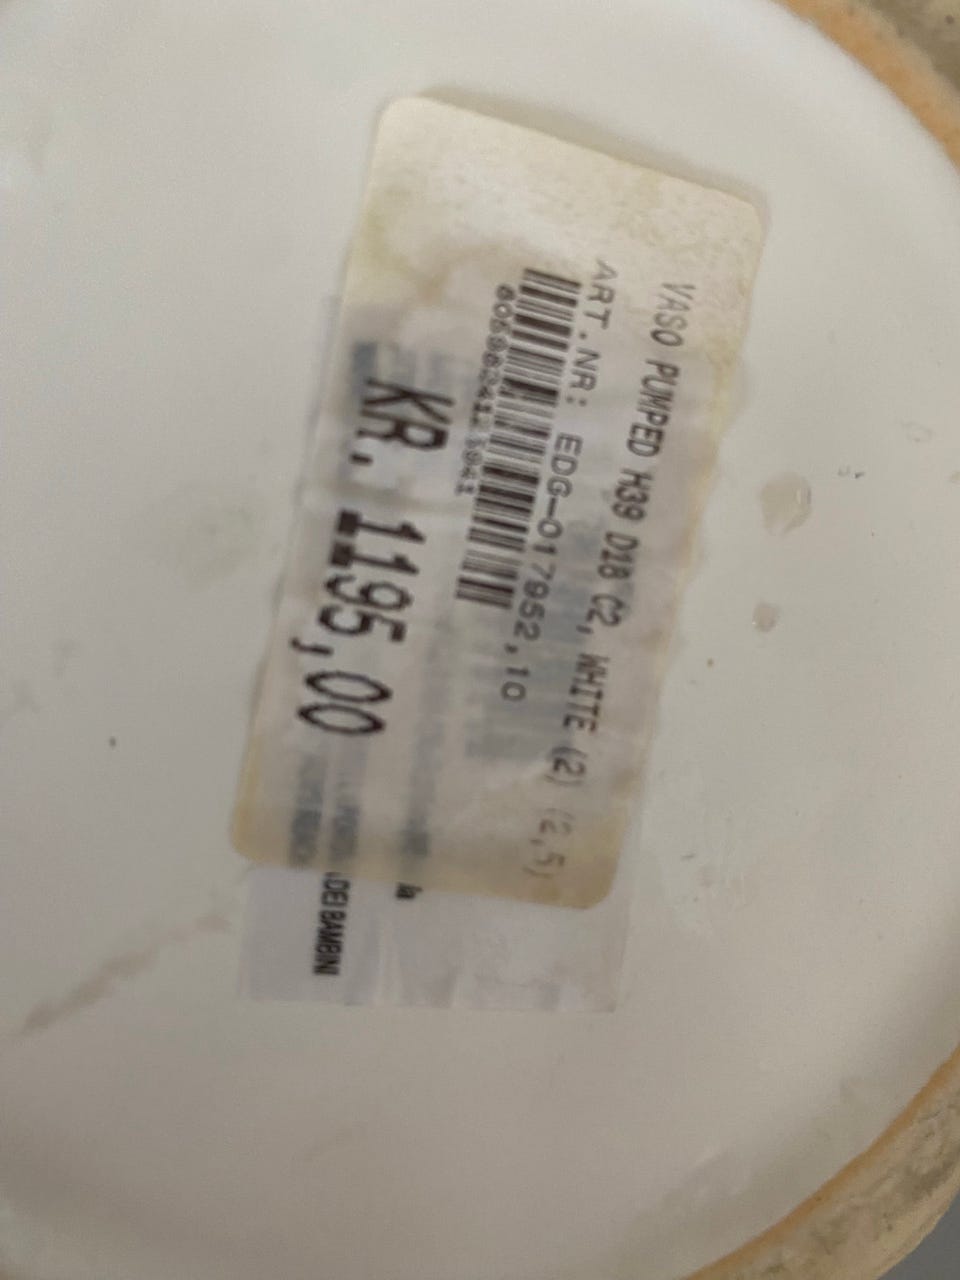 VASO PUMPED H39 D18 C2, WHITE (2) (2,5)
ART.NR: EDG-017952,10
KR. 1195,00
DEI BAMBINI